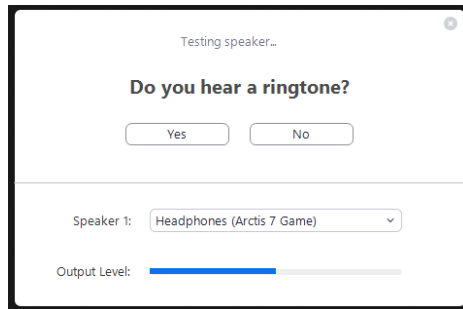 Testing speaker...
Do you hear a ringtone?
Yes No
Speaker 1: Headphones (Arctis 7 Game)
Output Level: